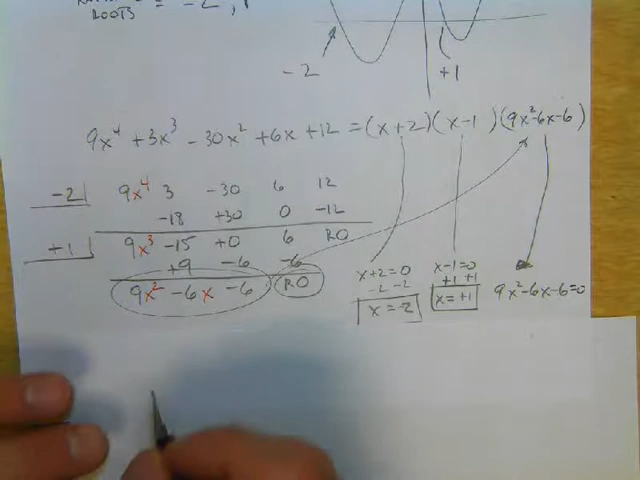 ROOTS = -2, 1
-2 +1
9x⁴ + 3x³ - 30x² + 6x + 12 = (x + 2)(x - 1)(9x² - 6x - 6)
-2 9x⁴ 3 -30 6 12
-18 +30 0 -12
+1 9x³ -15 +0 6 RO
+9 -6 -6
9x² -6x -6 RO
x+2=0 x-1=0
-2 -2 +1 +1 9x²-6x-6=0
x=-2 x=+1